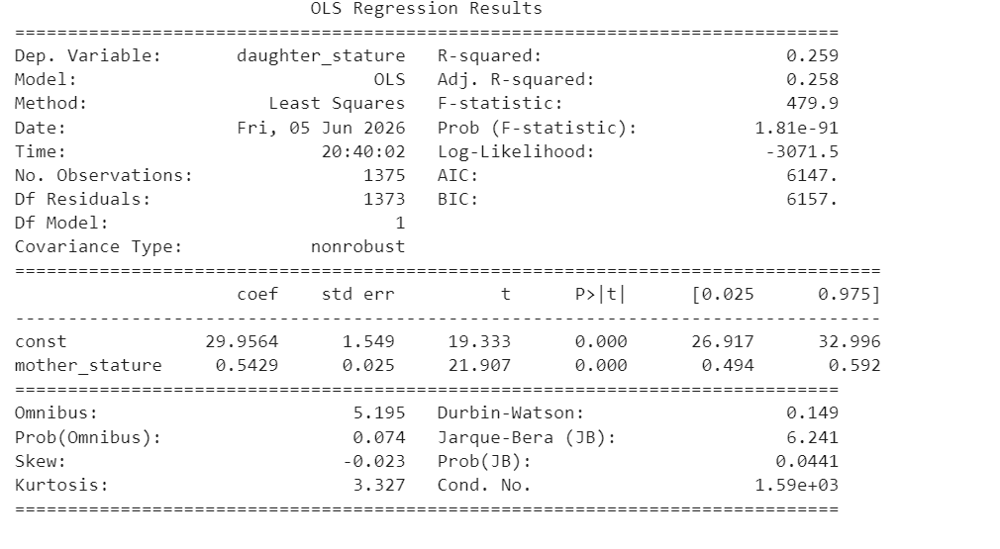 OLS Regression Results
==============================================================================
Dep. Variable:        daughter_stature   R-squared:                       0.259
Model:                             OLS   Adj. R-squared:                  0.258
Method:                  Least Squares   F-statistic:                     479.9
Date:                 Fri, 05 Jun 2026   Prob (F-statistic):           1.81e-91
Time:                         20:40:02   Log-Likelihood:                -3071.5
No. Observations:                 1375   AIC:                             6147.
Df Residuals:                     1373   BIC:                             6157.
Df Model:                            1
Covariance Type:             nonrobust
==================================================================================
                     coef    std err          t      P>|t|      [0.025      0.975]
----------------------------------------------------------------------------------
const             29.9564      1.549     19.333      0.000      26.917      32.996
mother_stature     0.5429      0.025     21.907      0.000       0.494       0.592
==============================================================================
Omnibus:                         5.195   Durbin-Watson:                   0.149
Prob(Omnibus):                   0.074   Jarque-Bera (JB):                6.241
Skew:                           -0.023   Prob(JB):                       0.0441
Kurtosis:                        3.327   Cond. No.                     1.59e+03
==============================================================================